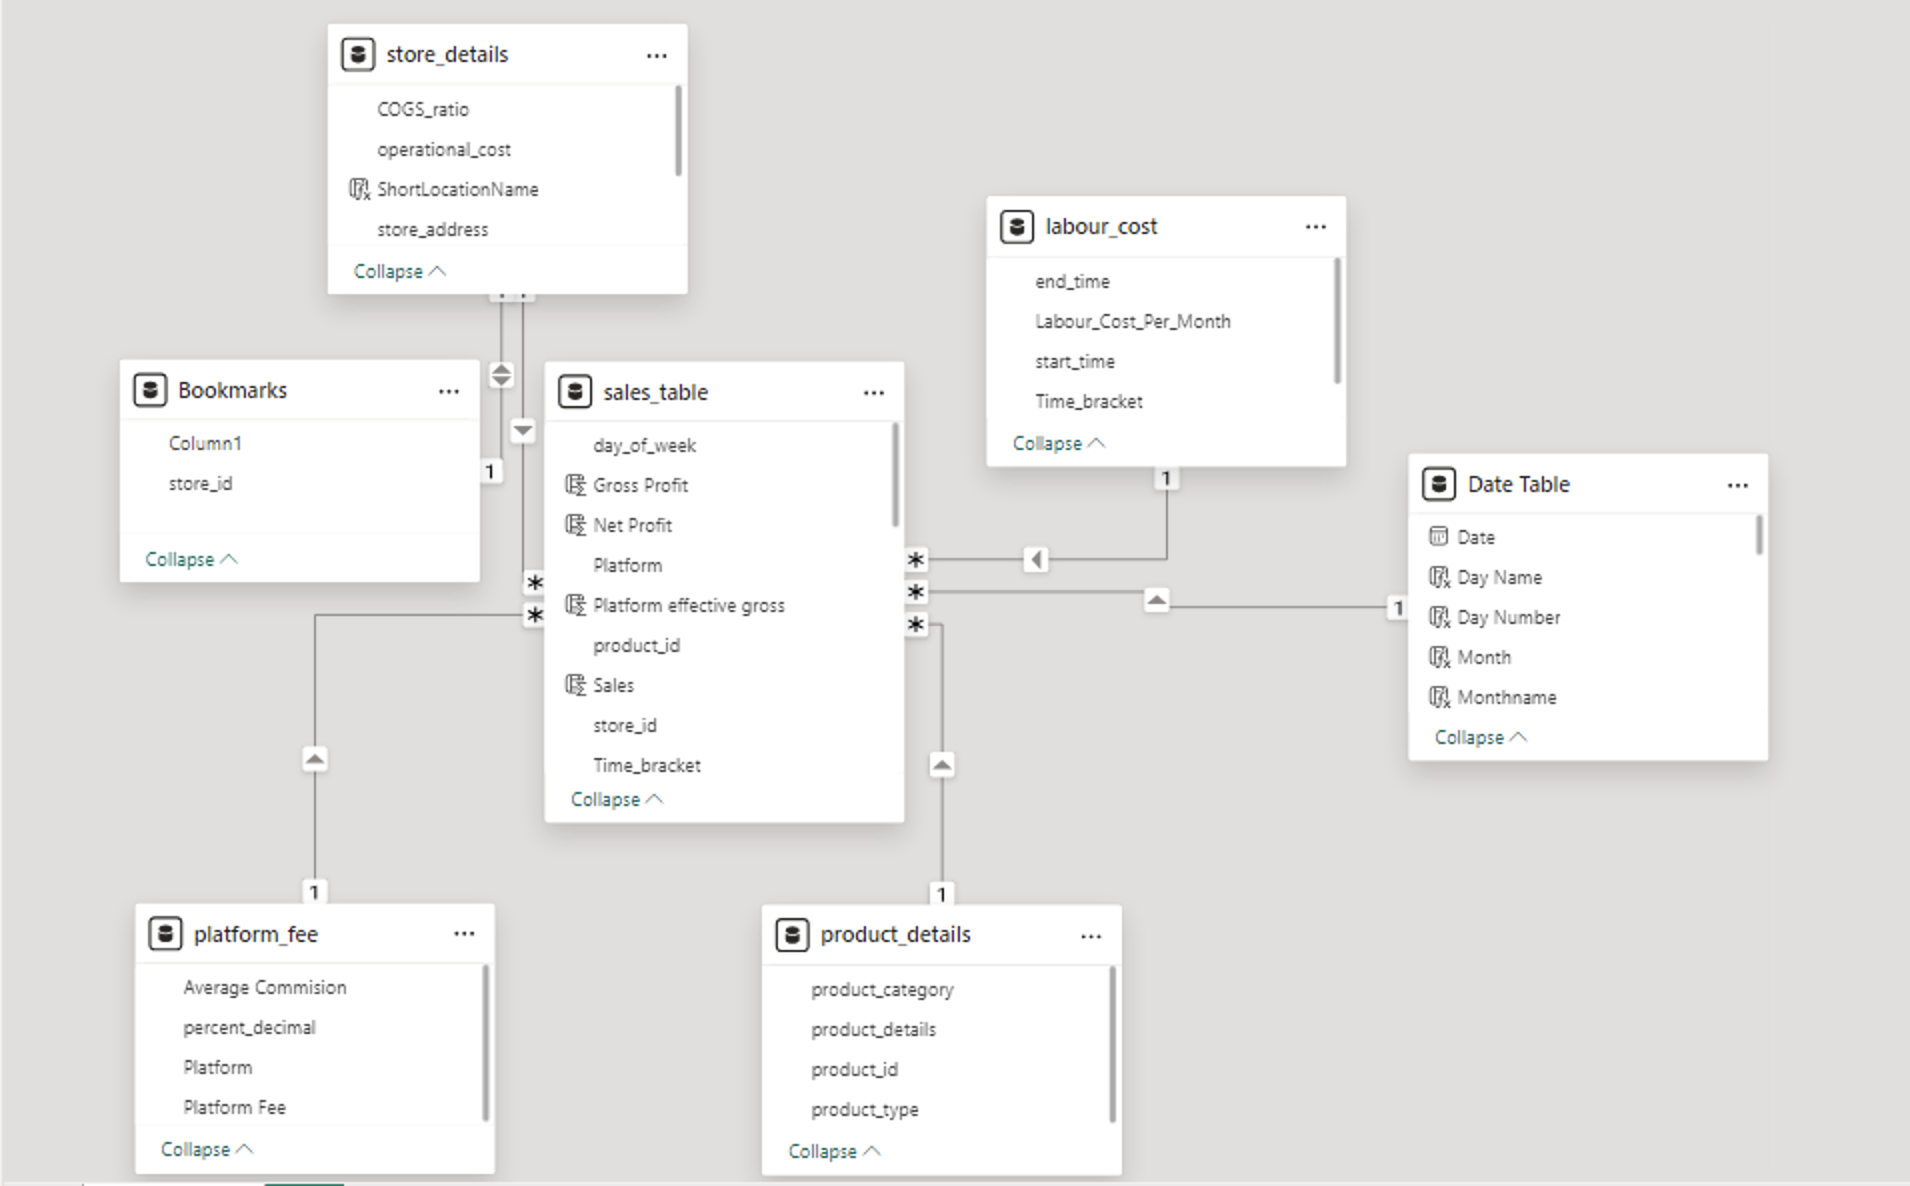 store_details
COGS_ratio
operational_cost
ShortLocationName
store_address
Collapse
labour_cost
end_time
Labour_Cost_Per_Month
start_time
Time_bracket
Collapse
1
Bookmarks
Column1
store_id
Collapse
1
sales_table
day_of_week
Gross Profit
Net Profit
Platform
Platform effective gross
product_id
Sales
store_id
Time_bracket
Collapse
*
*
*
*
*
1
Date Table
Date
Day Name
Day Number
Month
Monthname
Collapse
1
platform_fee
Average Commision
percent_decimal
Platform
Platform Fee
Collapse
1
product_details
product_category
product_details
product_id
product_type
Collapse